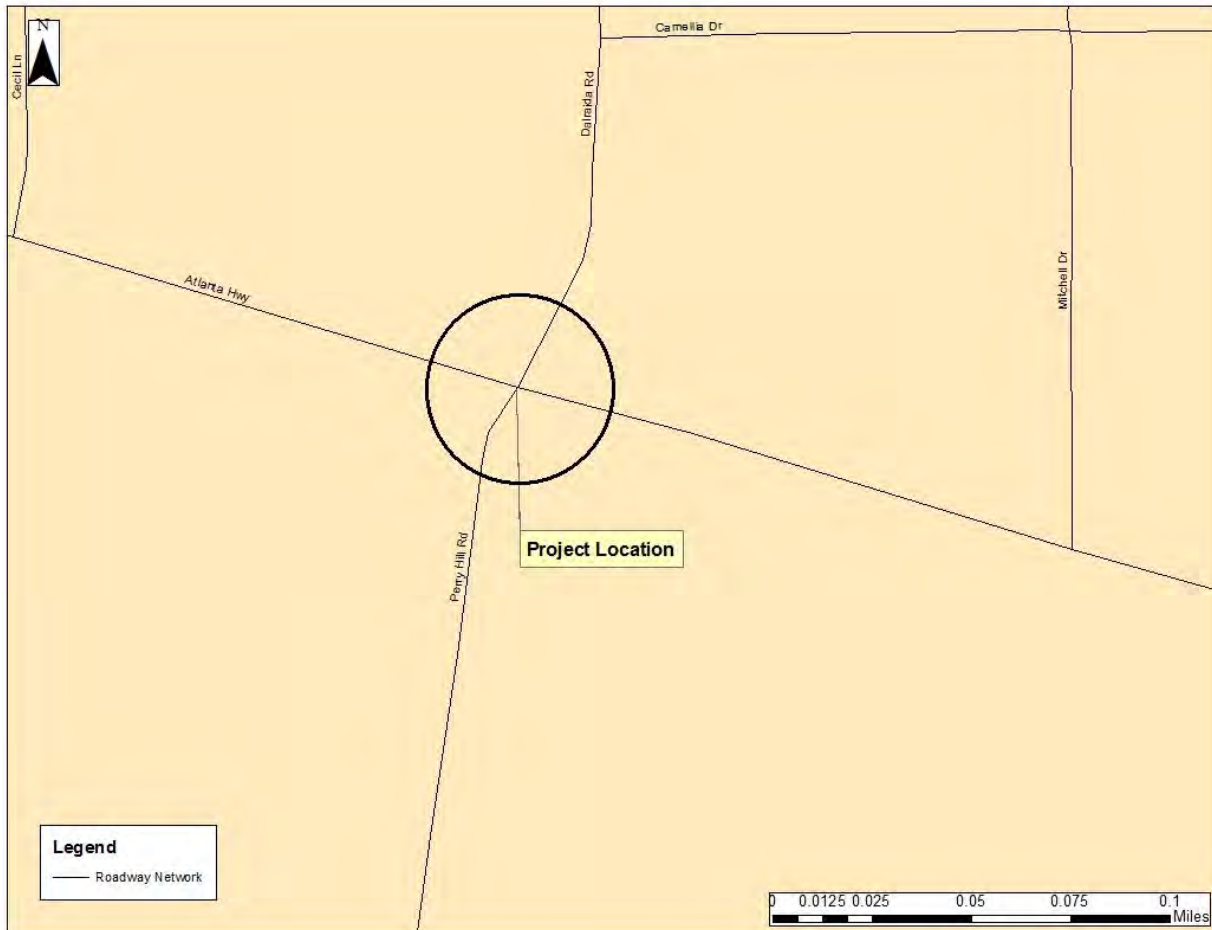 N
Cecil Ln
Camellia Dr
Dalraida Rd
Atlanta Hwy
Mitchell Dr
Project Location
Perry Hill Rd
Legend
Roadway Network
0 0.0125 0.025 0.05 0.075 0.1
Miles